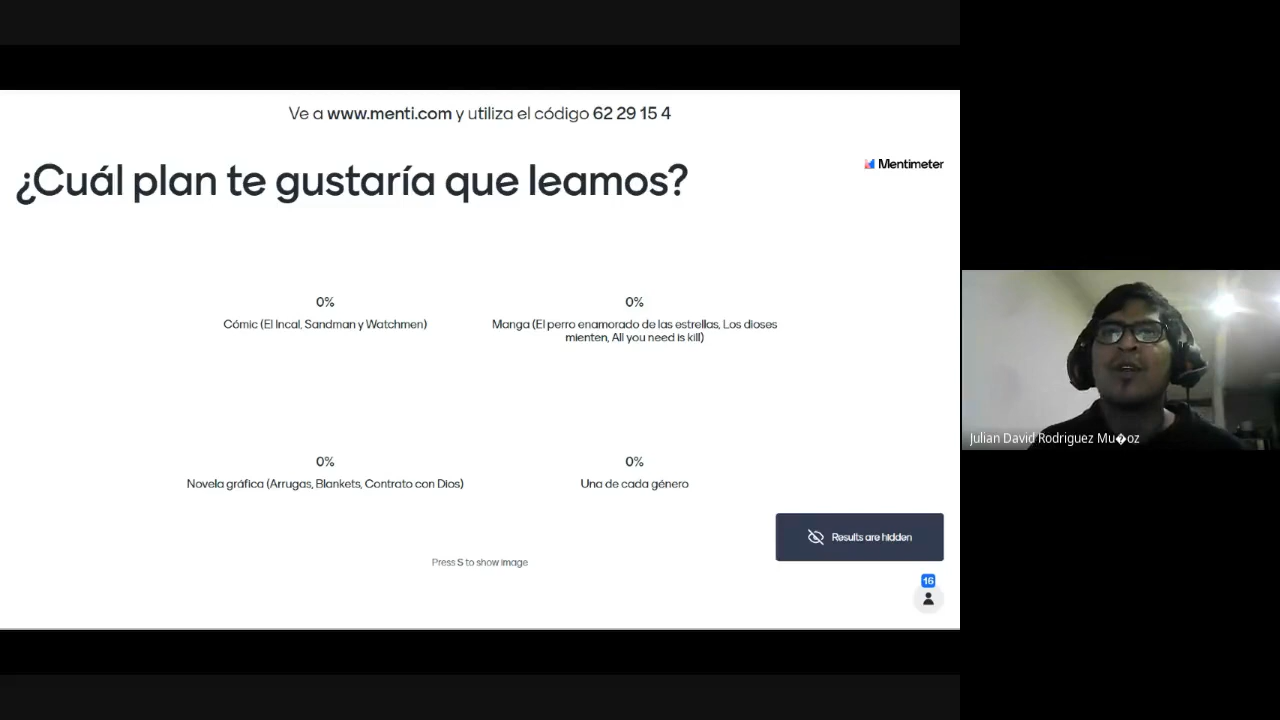 Ve a www.menti.com y utiliza el código 62 29 15 4
Mentimeter
¿Cuál plan te gustaría que leamos?
0%
Cómic (El Incal, Sandman y Watchmen)
0%
Manga (El perro enamorado de las estrellas, Los dioses
mienten, All you need is kill)
0%
Novela gráfica (Arrugas, Blankets, Contrato con Dios)
0%
Una de cada género
Results are hidden
Press S to show image
16
Julian David Rodriguez Mu�oz